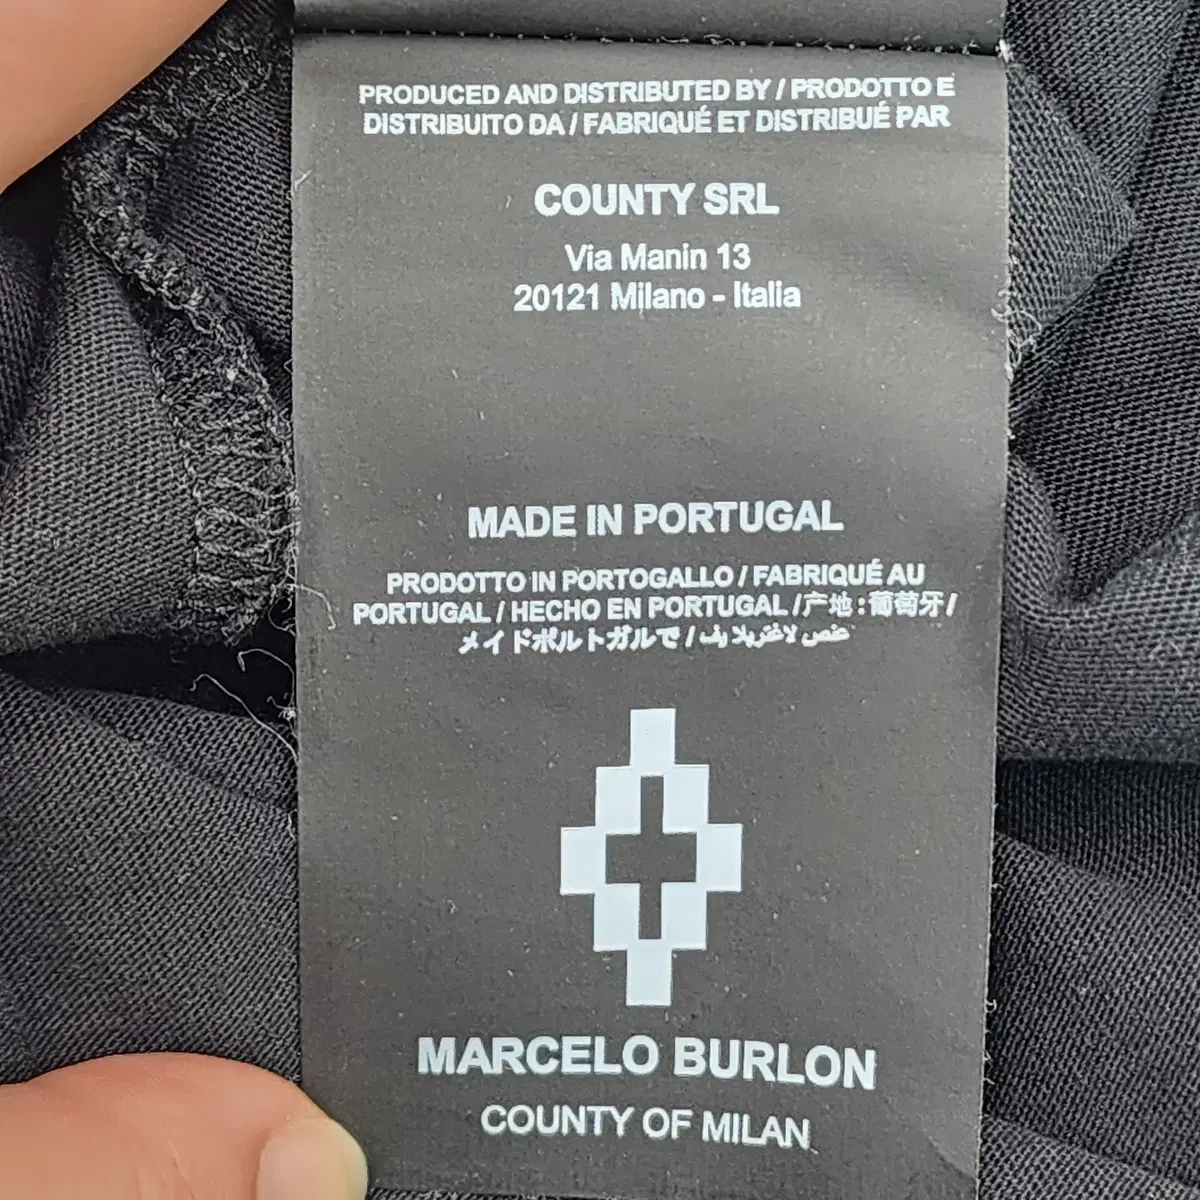 PRODUCED AND DISTRIBUTED BY / PRODOTTO E
DISTRIBUITO DA / FABRIQUÉ ET DISTRIBUÉ PAR
COUNTY SRL
Via Manin 13
20121 Milano - Italia
MADE IN PORTUGAL
PRODOTTO IN PORTOGALLO / FABRIQUÉ AU
PORTUGAL / HECHO EN PORTUGAL /产地:葡萄牙/
メイドポルトガルで /
MARCELO BURLON
COUNTY OF MILAN